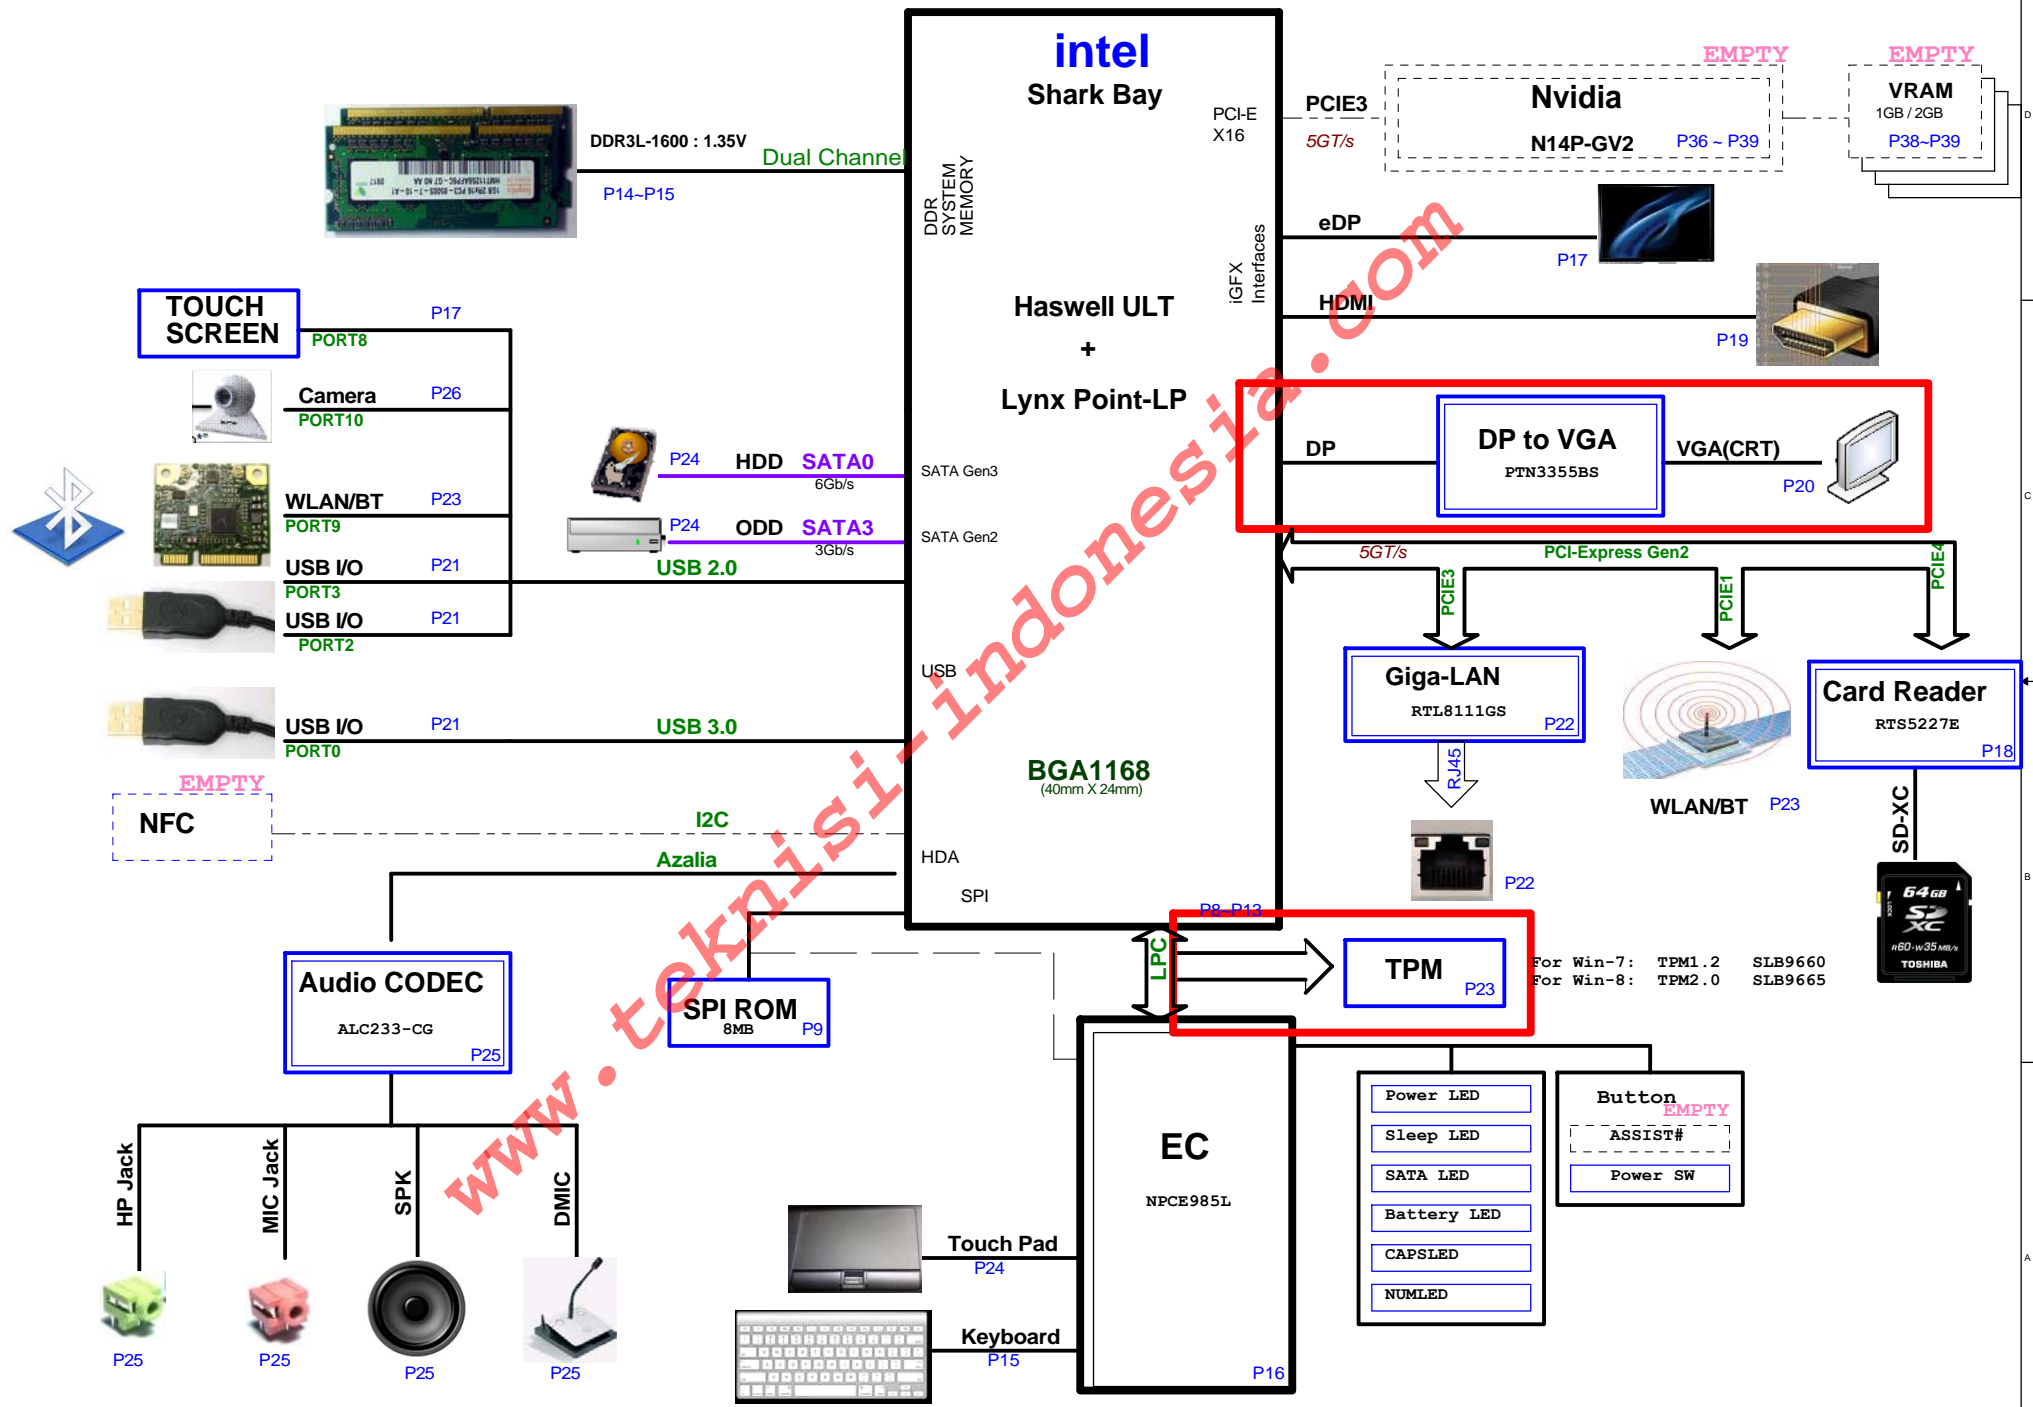 intel
Shark Bay
PCI-E
X16
PCIE3
5GT/s
EMPTY
Nvidia
N14P-GV2
P36 ~ P39
EMPTY
VRAM
1GB / 2GB
P38~P39
DDR3L-1600 : 1.35V
Dual Channel
P14~P15
DDR
SYSTEM
MEMORY
iGFX
Interfaces
eDP
P17
HDMI
P19
Haswell ULT
+
Lynx Point-LP
TOUCH
SCREEN
P17
PORT8
Camera
P26
PORT10
WLAN/BT
P23
PORT9
USB I/O
P21
PORT3
USB I/O
P21
PORT2
USB 2.0
P24
HDD
SATA0
6Gb/s
SATA Gen3
P24
ODD
SATA3
3Gb/s
SATA Gen2
DP
DP to VGA
PTN3355BS
VGA(CRT)
P20
5GT/s
PCI-Express Gen2
PCIE3
PCIE1
PCIE4
USB
USB I/O
P21
PORT0
USB 3.0
Giga-LAN
RTL8111GS
P22
RJ45
P22
WLAN/BT
P23
Card Reader
RTS5227E
P18
SD-XC
64GB
SD
XC
LOCK
R60·W35 MB/s
TOSHIBA
BGA1168
(40mm X 24mm)
EMPTY
NFC
I2C
Azalia
HDA
SPI
P8~P13
LPC
TPM
P23
For Win-7: TPM1.2 SLB9660
For Win-8: TPM2.0 SLB9665
Audio CODEC
ALC233-CG
P25
SPI ROM
8MB
P9
HP Jack
MIC Jack
SPK
DMIC
P25
P25
P25
P25
EC
NPCE985L
P16
Touch Pad
P24
Keyboard
P15
Power LED
Sleep LED
SATA LED
Battery LED
CAPSLED
NUMLED
Button
EMPTY
ASSIST#
Power SW
D
C
B
A
www.teknisi-indonesia.com